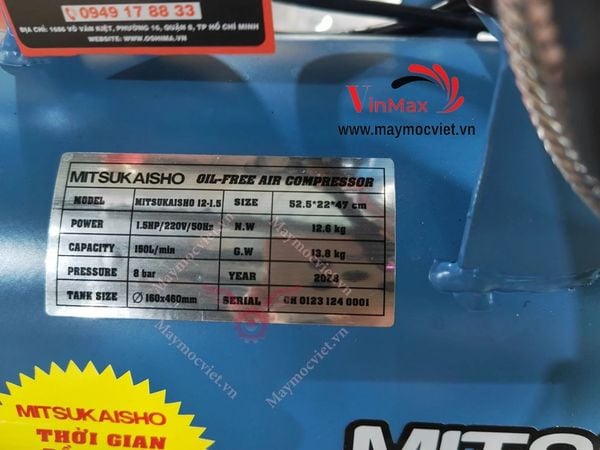 0949 17 88 33
ĐỊA CHỈ: 1686 VÕ VĂN KIỆT, PHƯỜNG 16, QUẬN 8, TP HỒ CHÍ MINH
WEBSITE: WWW.OSHIMA.VN
VinMax
www.maymocviet.vn
MITSUKAISHO OIL-FREE AIR COMPRESSOR
MODEL MITSUKAISHO 12-1.5 SIZE 52.5*22*47 cm
POWER 1.5HP/220V/50Hz N.W 12.6 kg
CAPACITY 150L/min G.W 13.8 kg
PRESSURE 8 bar YEAR 2023
TANK SIZE Ø 160x460mm SERIAL CH 0123 124 0001
Maymocviet.vn
Maymocviet.vn
Maymocviet.vn
Maymocviet.vn
MITSUKAISHO
THỜI GIAN
MITS